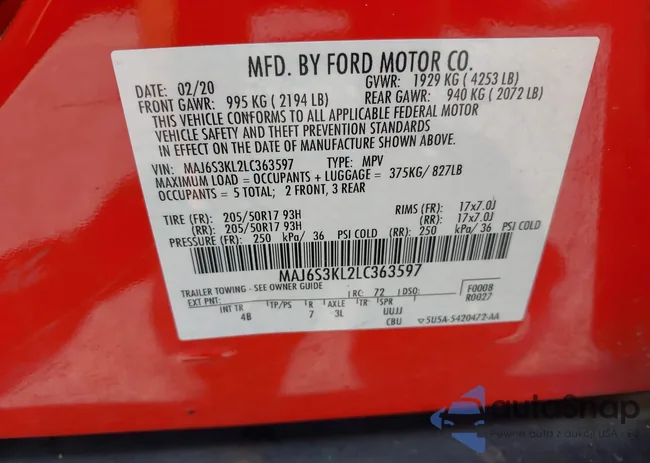 MFD. BY FORD MOTOR CO.
DATE: 02/20 GVWR: 1929 KG ( 4253 LB)
FRONT GAWR: 995 KG ( 2194 LB) REAR GAWR: 940 KG ( 2072 LB)
THIS VEHICLE CONFORMS TO ALL APPLICABLE FEDERAL MOTOR
VEHICLE SAFETY AND THEFT PREVENTION STANDARDS
IN EFFECT ON THE DATE OF MANUFACTURE SHOWN ABOVE.
VIN: MAJ6S3KL2LC363597 TYPE: MPV
MAXIMUM LOAD = OCCUPANTS + LUGGAGE = 375KG/ 827LB
OCCUPANTS = 5 TOTAL; 2 FRONT, 3 REAR
TIRE (FR): 205/50R17 93H RIMS (FR): 17x7.0J
(RR): 205/50R17 93H (RR): 17x7.0J
PRESSURE (FR): 250 kPa/ 36 PSI COLD (RR): 250 kPa/ 36 PSI COLD
MAJ6S3KL2LC363597
TRAILER TOWING - SEE OWNER GUIDE
EXT PNT: RC: 72 DSO: F0008
R0027
INT TR TP/PS R AXLE TR SPR
4B 7 3L UUJJ
CBU 5U5A-5420472-AA
autoSnap
Pewne auta z aukcji USA